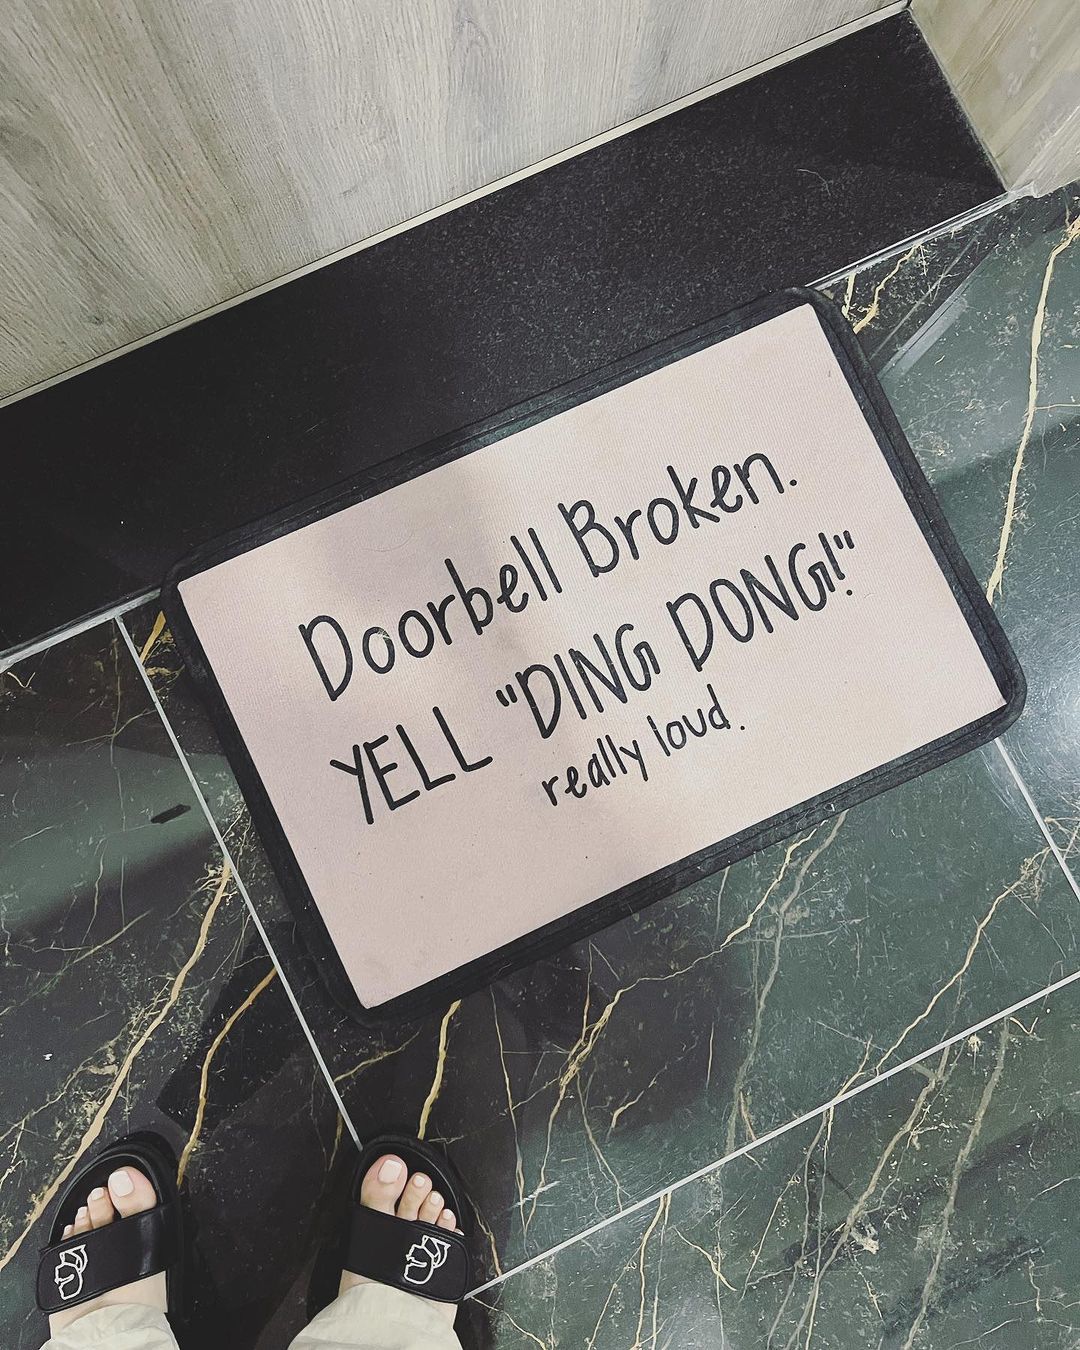 Doorbell Broken.
YELL "DING DONG!"
really loud.